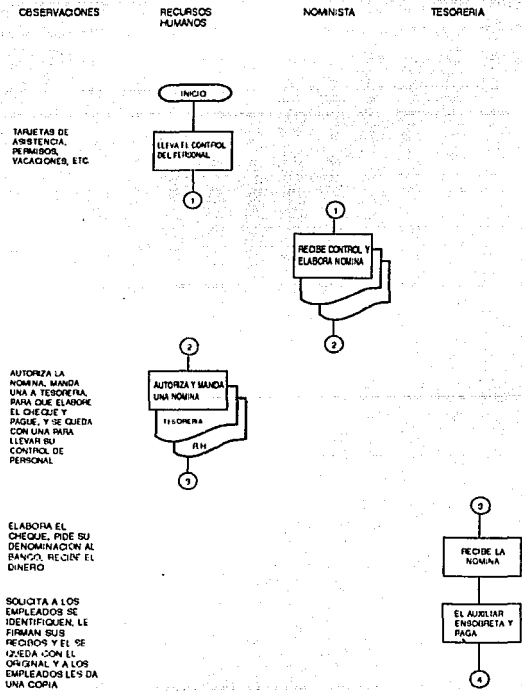 OBSERVACIONES
RECURSOS
HUMANOS
NOMINISTA
TESORERIA
INICIO
TARJETAS DE
ASISTENCIA,
PERMISOS,
VACACIONES, ETC
LLEVA EL CONTROL
DEL PERSONAL
1
1
RECIBE CONTROL Y
ELABORA NOMINA
2
2
AUTORIZA LA
NOMINA, MANDA
UNA A TESORERIA,
PARA QUE ELABORE
EL CHEQUE Y
PAGUE, Y SE QUEDA
CON UNA PARA
LLEVAR SU
CONTROL DE
PERSONAL
AUTORIZA Y MANDA
UNA NOMINA
TESORERIA
R.H
3
3
ELABORA EL
CHEQUE, PIDE SU
DENOMINACION AL
BANCO, RECIBE EL
DINERO
RECIBE LA
NOMINA
SOLICITA A LOS
EMPLEADOS SE
IDENTIFIQUEN, LE
FIRMAN SUS
RECIBOS Y EL SE
QUEDA CON EL
ORIGINAL Y A LOS
EMPLEADOS LES DA
UNA COPIA
EL AUXILIAR
ENSOBRETA Y
PAGA
4